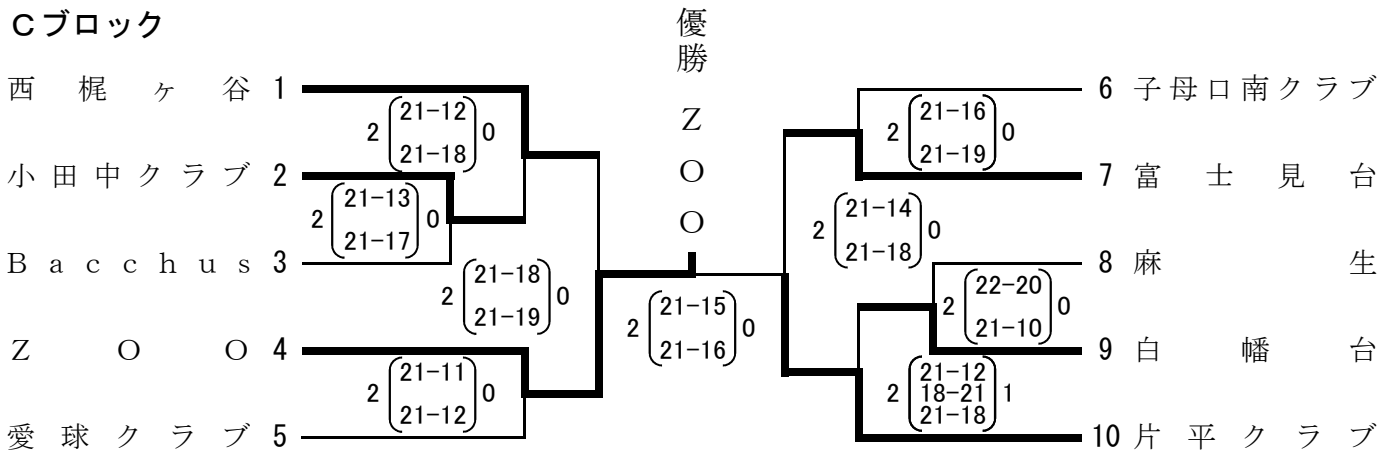 Cブロック
優勝 ZOO
西梶ヶ谷 1
2 21-12 0
21-18
小田中クラブ 2
2 21-13 0
21-17
Bacchus 3
2 21-18 0
21-19
ZOO 4
2 21-11 0
21-12
愛球クラブ 5
2 21-15 0
21-16
6 子母口南クラブ
2 21-16 0
21-19
7 富士見台
2 21-14 0
21-18
8 麻生
2 22-20 0
21-10
9 白幡台
2 21-12 1
18-21
21-18
10 片平クラブ